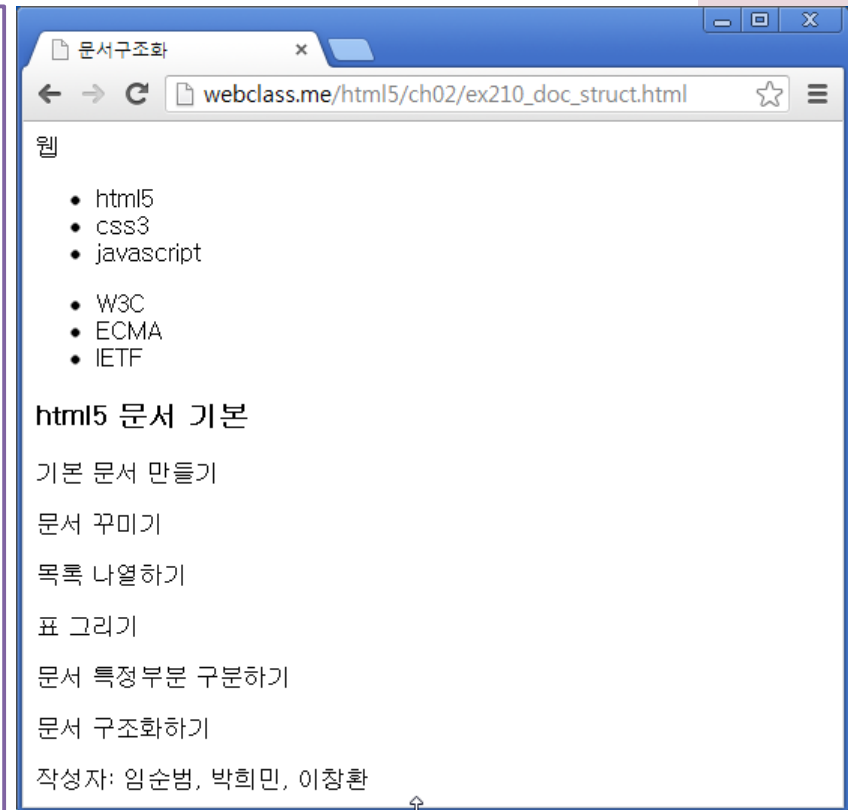 문서구조화
webclass.me/html5/ch02/ex210_doc_struct.html
웹
html5
css3
javascript
W3C
ECMA
IETF
html5 문서 기본
기본 문서 만들기
문서 꾸미기
목록 나열하기
표 그리기
문서 특정부분 구분하기
문서 구조화하기
작성자: 임순범, 박희민, 이창환